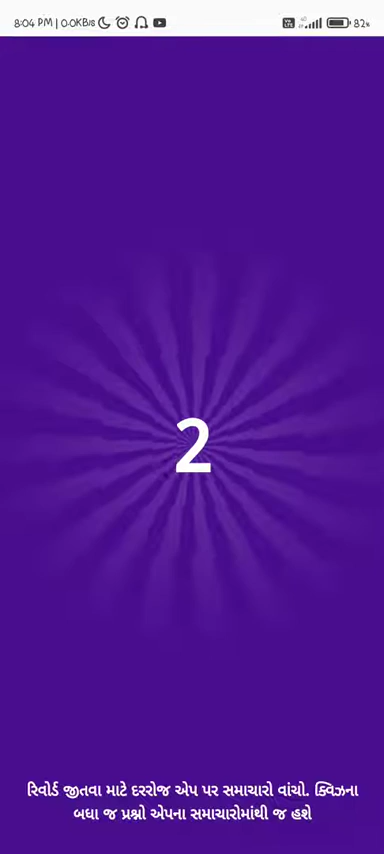 8:04 PM | 0.0KB/s 82%
2
રિવોર્ડ જીતવા માટે દરરોજ એપ પર સમાચારો વાંચો. ક્વિઝના
બધા જ પ્રશ્નો એપના સમાચારોમાંથી જ હશે